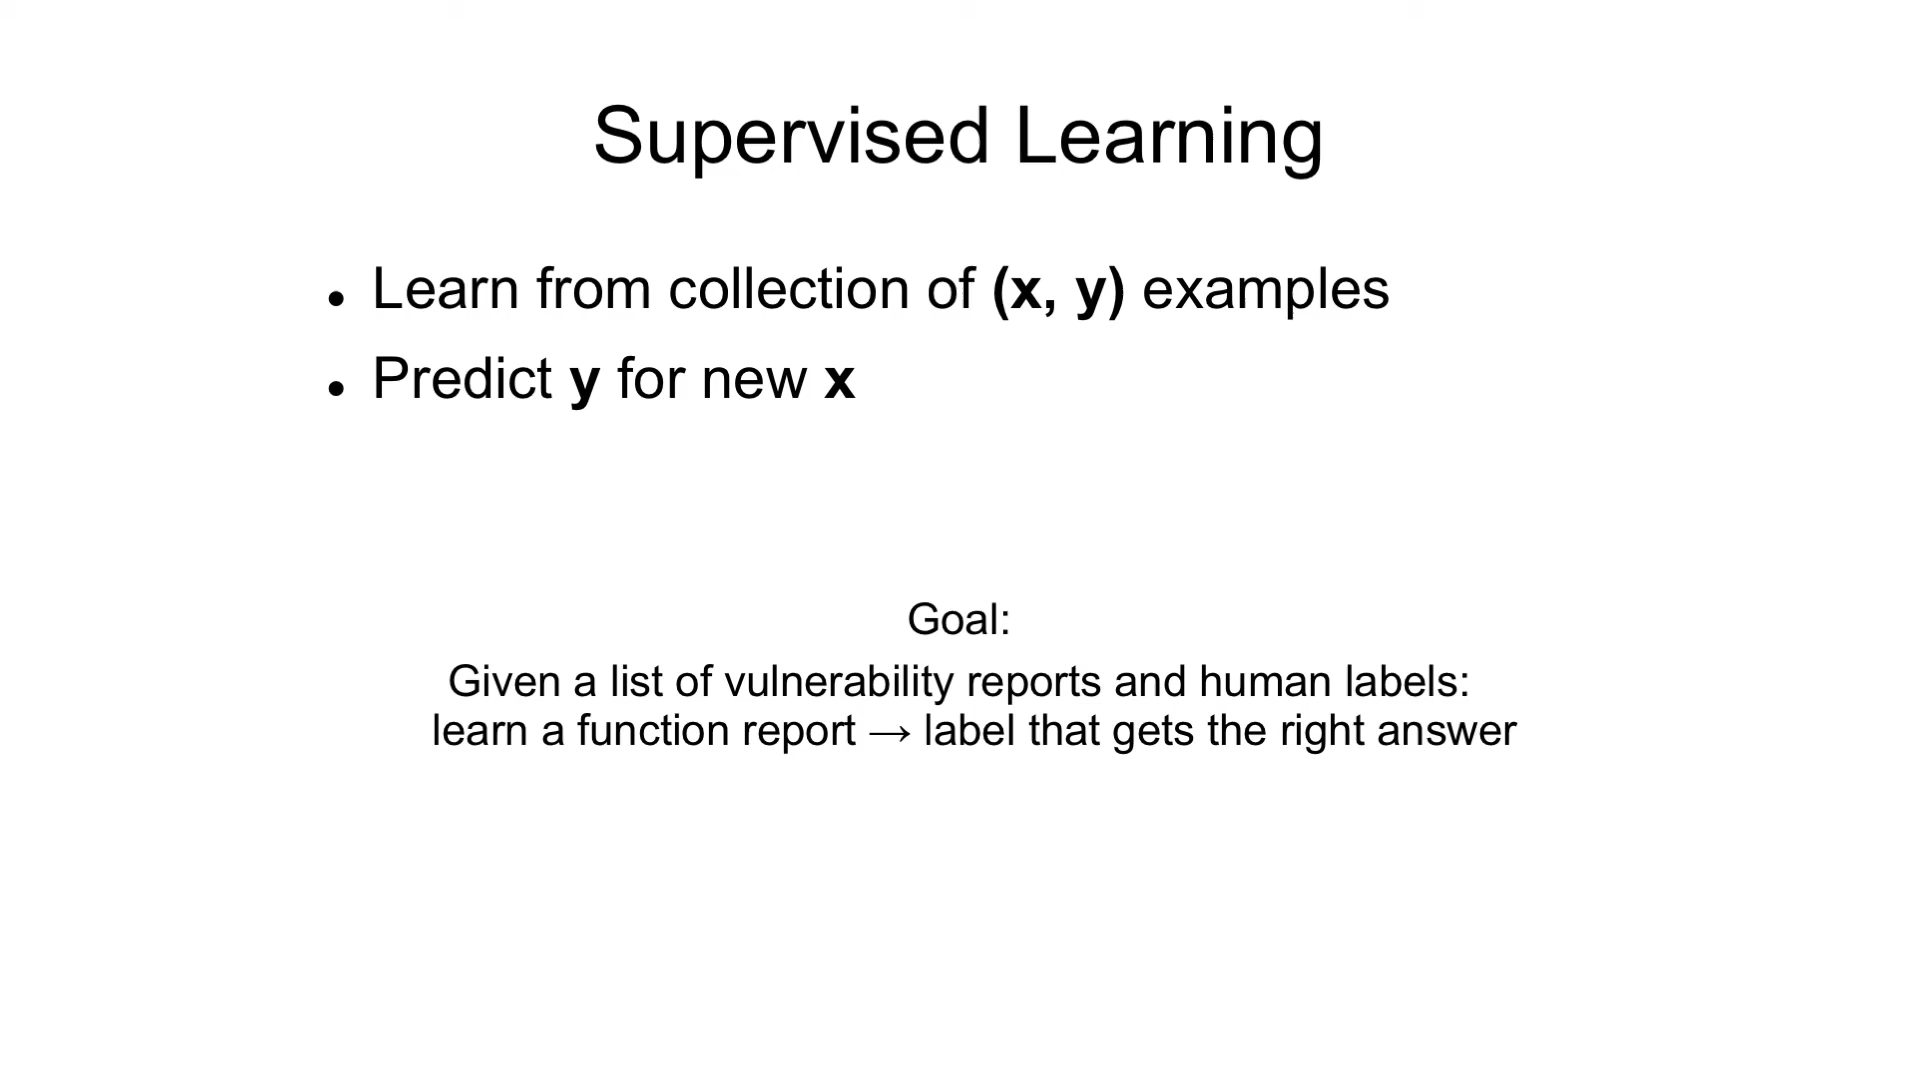 Supervised Learning
• Learn from collection of (x, y) examples
• Predict y for new x
Goal:
Given a list of vulnerability reports and human labels:
learn a function report → label that gets the right answer